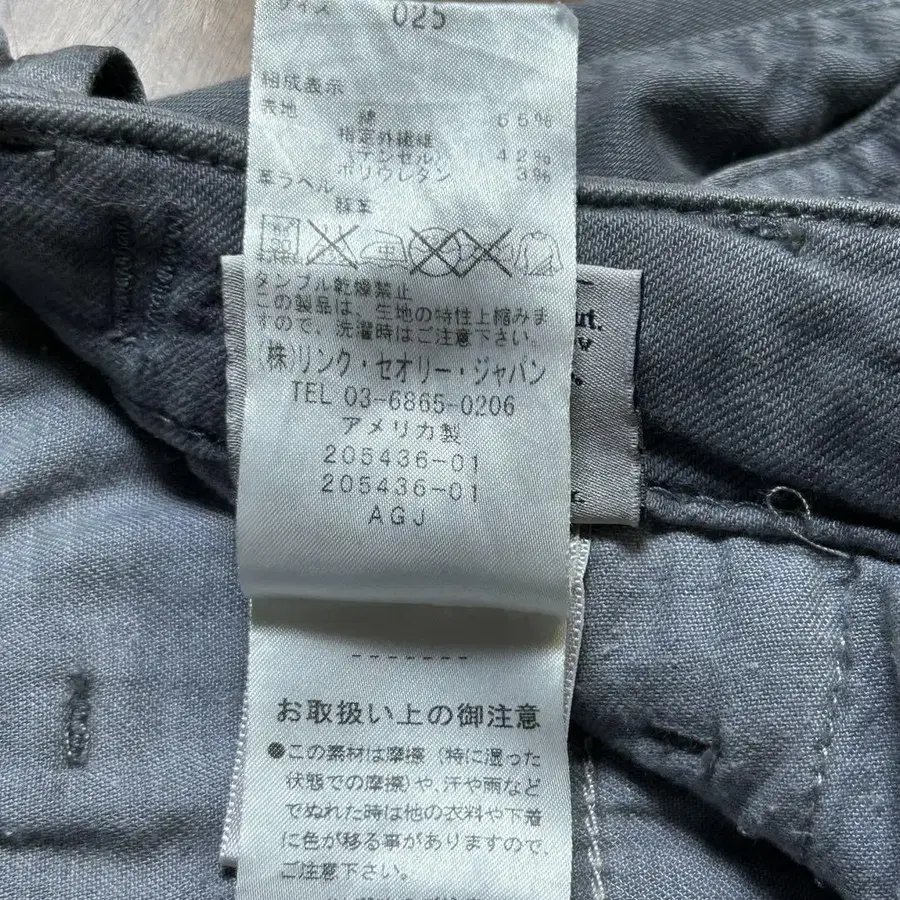 サイズ 025
組成表示
表地 綿 55%
指定外繊維
(テンセル) 42%
ポリウレタン 3%
革ラベル
豚革
タンブル乾燥禁止
この製品は、生地の特性上縮みま
すので、洗濯時はご注意下さい。
(株)リンク・セオリー・ジャパン
TEL 03-6865-0206
アメリカ製
205436-01
205436-01
AGJ
-------
お取扱い上の御注意
●この素材は摩擦（特に湿った
状態での摩擦）や、汗や雨など
でぬれた時は他の衣料や下着
に色が移る事がありますので、
ご注意下さい。